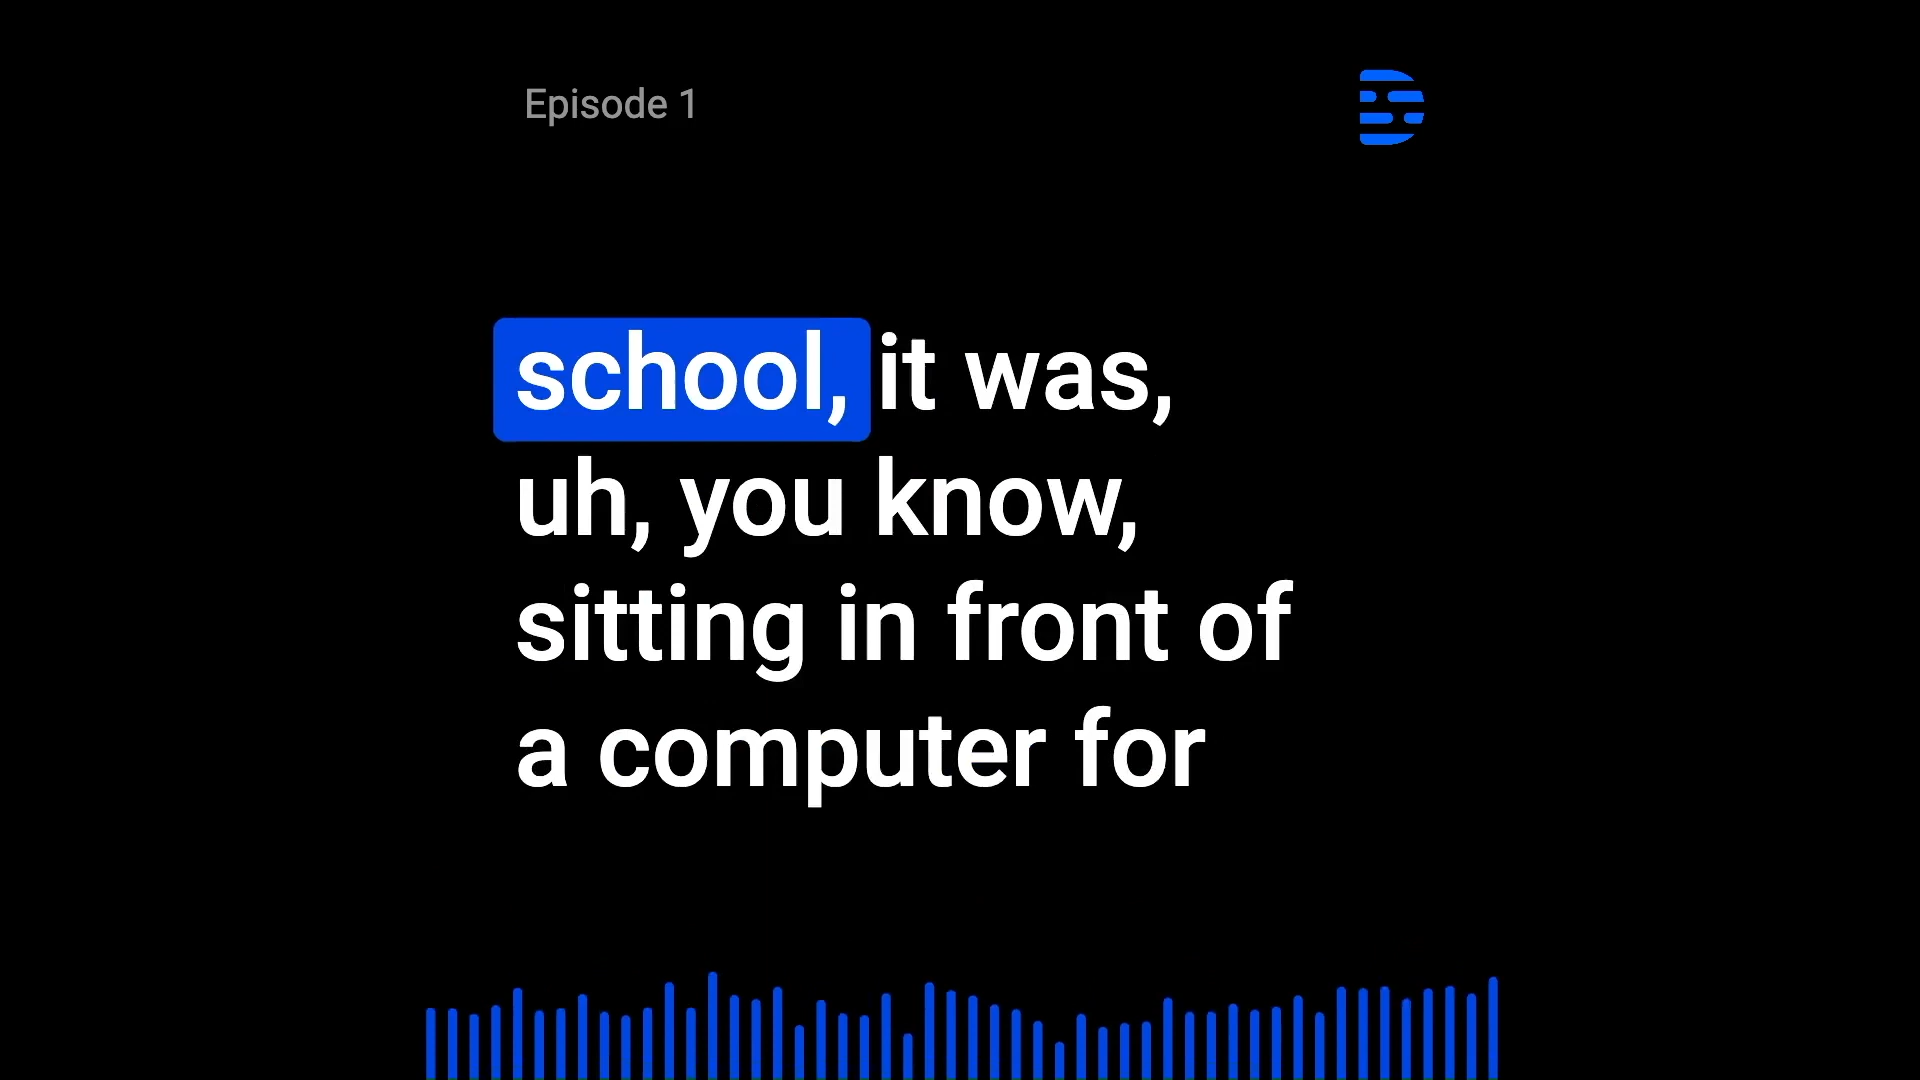 Episode 1
school, it was,
uh, you know,
sitting in front of
a computer for